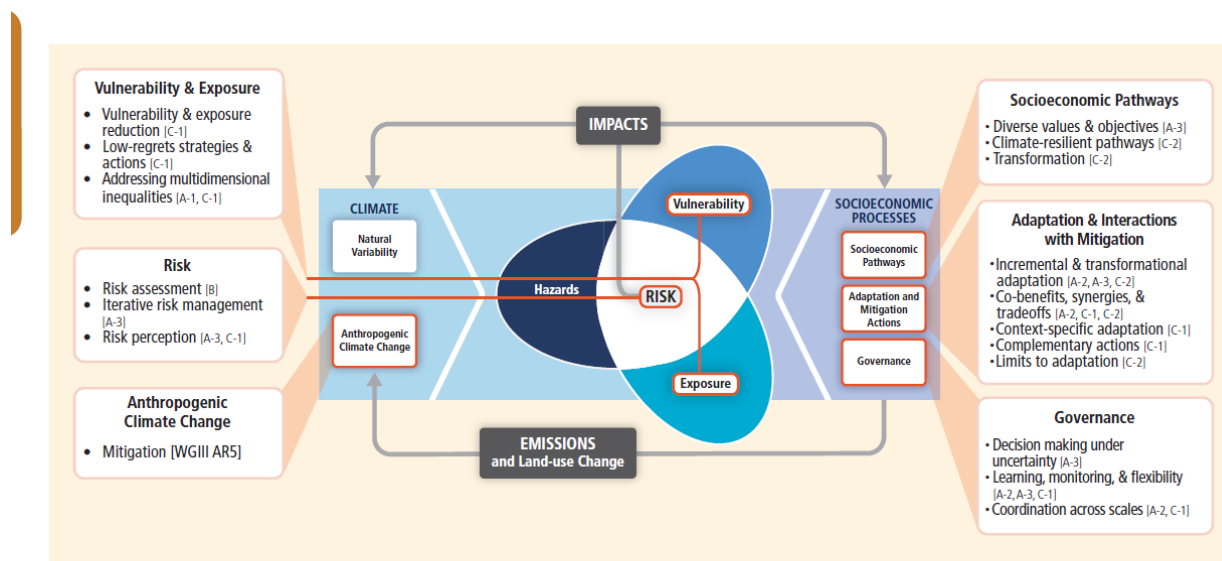 Vulnerability & Exposure
• Vulnerability & exposure
reduction [C-1]
• Low-regrets strategies &
actions [C-1]
• Addressing multidimensional
inequalities [A-1, C-1]
Risk
• Risk assessment [B]
• Iterative risk management
[A-3]
• Risk perception [A-3, C-1]
Anthropogenic
Climate Change
• Mitigation [WGIII AR5]
IMPACTS
CLIMATE
Natural
Variability
Anthropogenic
Climate Change
Vulnerability
Hazards
RISK
Exposure
EMISSIONS
and Land-use Change
SOCIOECONOMIC
PROCESSES
Socioeconomic
Pathways
Adaptation and
Mitigation
Actions
Governance
Socioeconomic Pathways
• Diverse values & objectives [A-3]
• Climate-resilient pathways [C-2]
• Transformation [C-2]
Adaptation & Interactions
with Mitigation
• Incremental & transformational
adaptation [A-2, A-3, C-2]
• Co-benefits, synergies, &
tradeoffs [A-2, C-1, C-2]
• Context-specific adaptation [C-1]
• Complementary actions [C-1]
• Limits to adaptation [C-2]
Governance
• Decision making under
uncertainty [A-3]
• Learning, monitoring, & flexibility
[A-2, A-3, C-1]
• Coordination across scales [A-2, C-1]